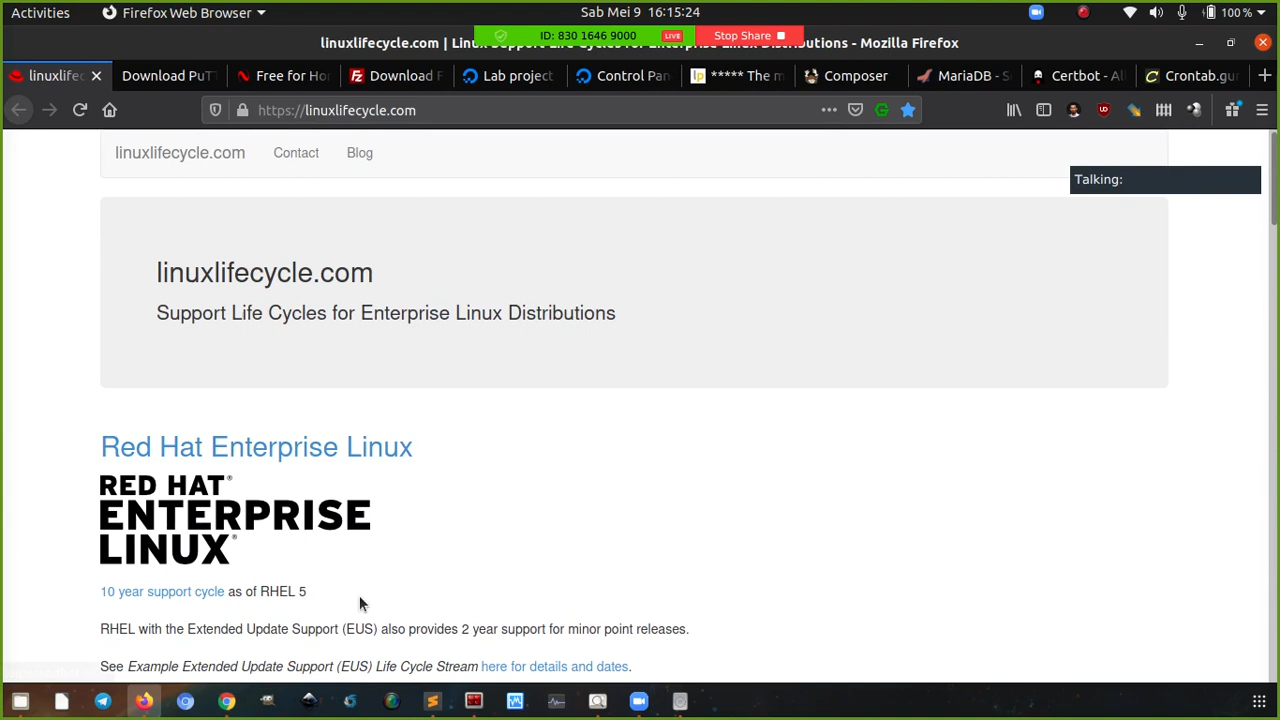 Activities
Firefox Web Browser
Sab Mei 9 16:15:24
100 %
ID: 830 1646 9000
LIVE
Stop Share
linuxlifecycle.com | Linux Support Life Cycles for Enterprise Linux Distributions - Mozilla Firefox
linuxlifec
Download PuT
Free for Ho
Download F
Lab project
Control Pan
***** The m
Composer
MariaDB - S
Certbot - Al
Crontab.gu
https://linuxlifecycle.com
linuxlifecycle.com
Contact
Blog
Talking:
linuxlifecycle.com
Support Life Cycles for Enterprise Linux Distributions
Red Hat Enterprise Linux
RED HAT®
ENTERPRISE
LINUX®
10 year support cycle as of RHEL 5
RHEL with the Extended Update Support (EUS) also provides 2 year support for minor point releases.
See Example Extended Update Support (EUS) Life Cycle Stream here for details and dates.